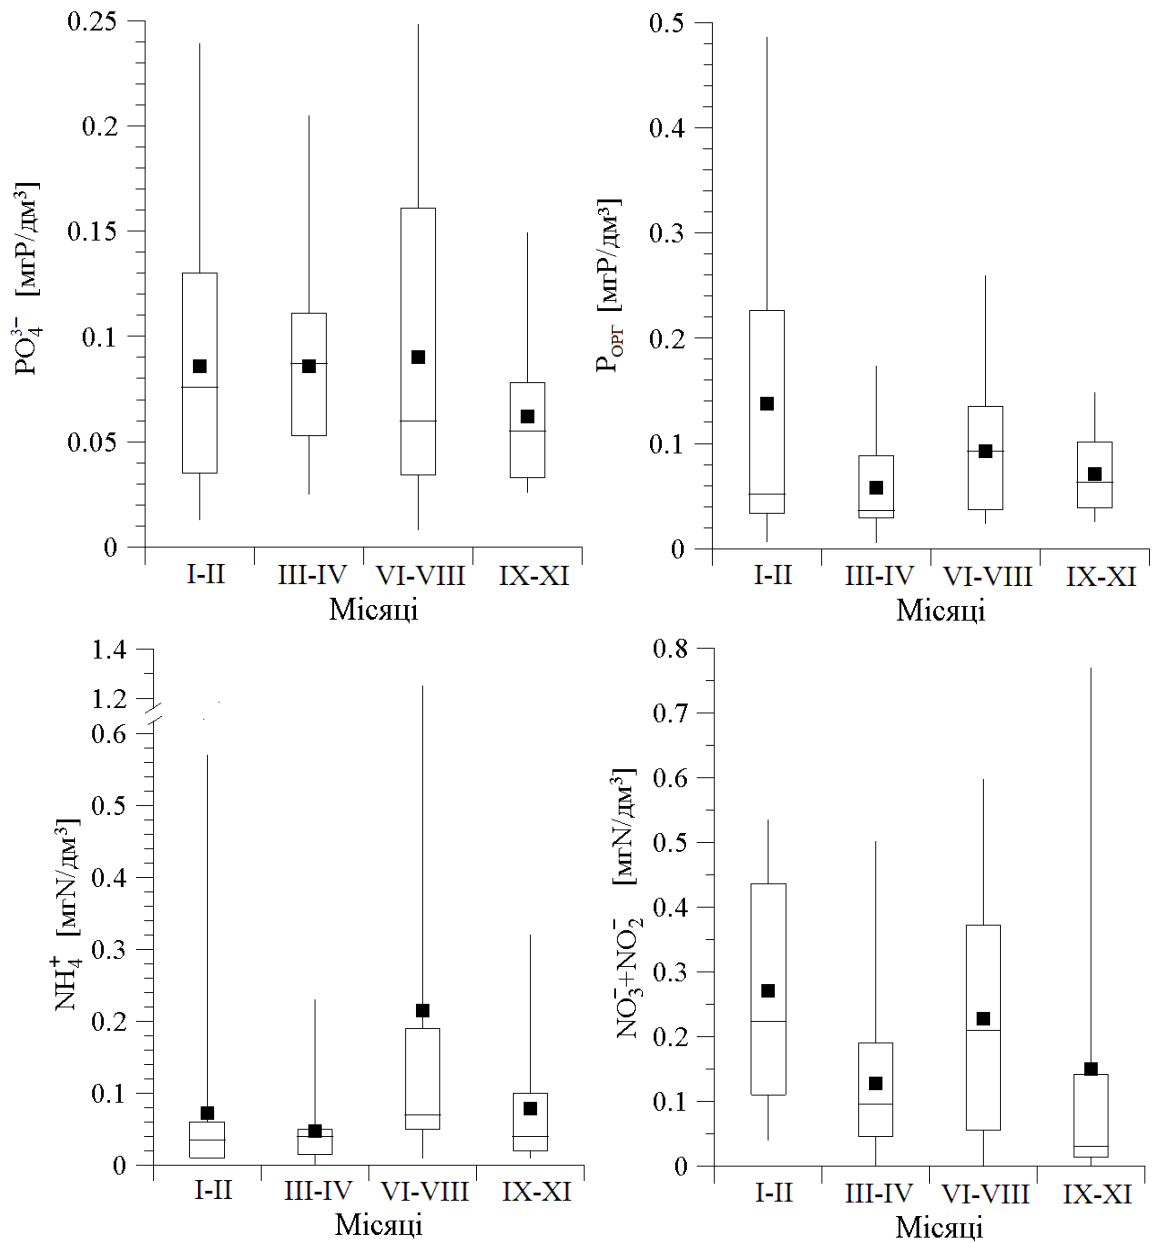 0.25
0.2
0.15
0.1
0.05
0
PO₄³⁻ [мгP/дм³]
I-II III-IV VI-VIII IX-XI
Місяці
0.5
0.4
0.3
0.2
0.1
0
P_ОРГ [мгP/дм³]
I-II III-IV VI-VIII IX-XI
Місяці
1.4
1.2
0.6
0.5
0.4
0.3
0.2
0.1
0
NH₄⁺ [мгN/дм³]
I-II III-IV VI-VIII IX-XI
Місяці
0.8
0.7
0.6
0.5
0.4
0.3
0.2
0.1
0
NO₃⁻+NO₂⁻ [мгN/дм³]
I-II III-IV VI-VIII IX-XI
Місяці